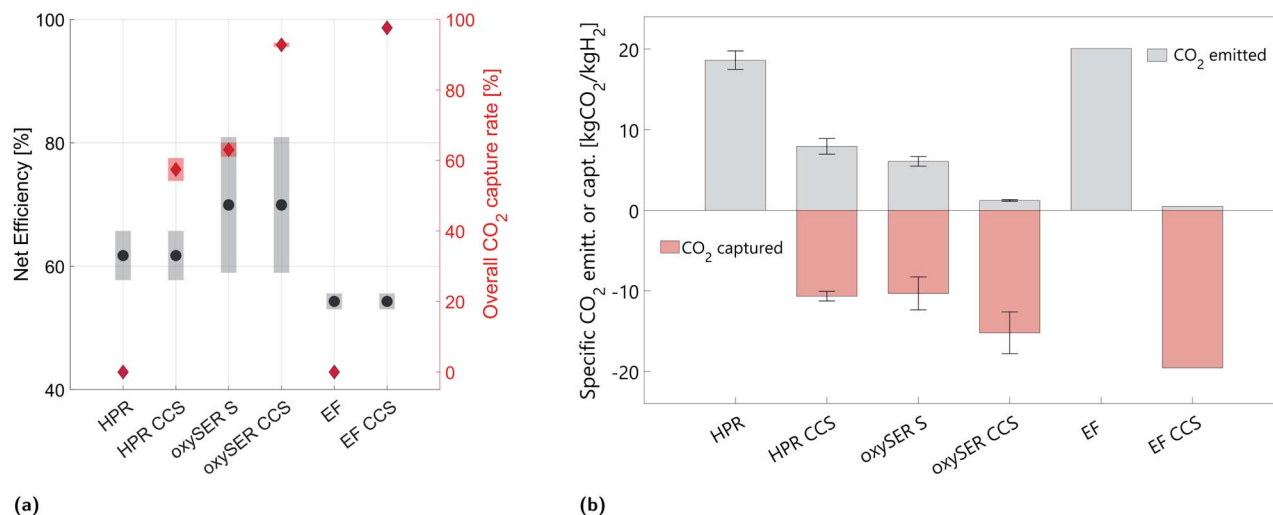 100
80
60
40
Net Efficiency [%]
100
80
60
40
20
0
Overall CO2 capture rate [%]
HPR
HPR CCS
oxySER S
oxySER CCS
EF
EF CCS
(a)
20
10
0
-10
-20
Specific CO2 emitt. or capt. [kgCO2/kgH2]
CO2 emitted
CO2 captured
HPR
HPR CCS
oxySER S
oxySER CCS
EF
EF CCS
(b)